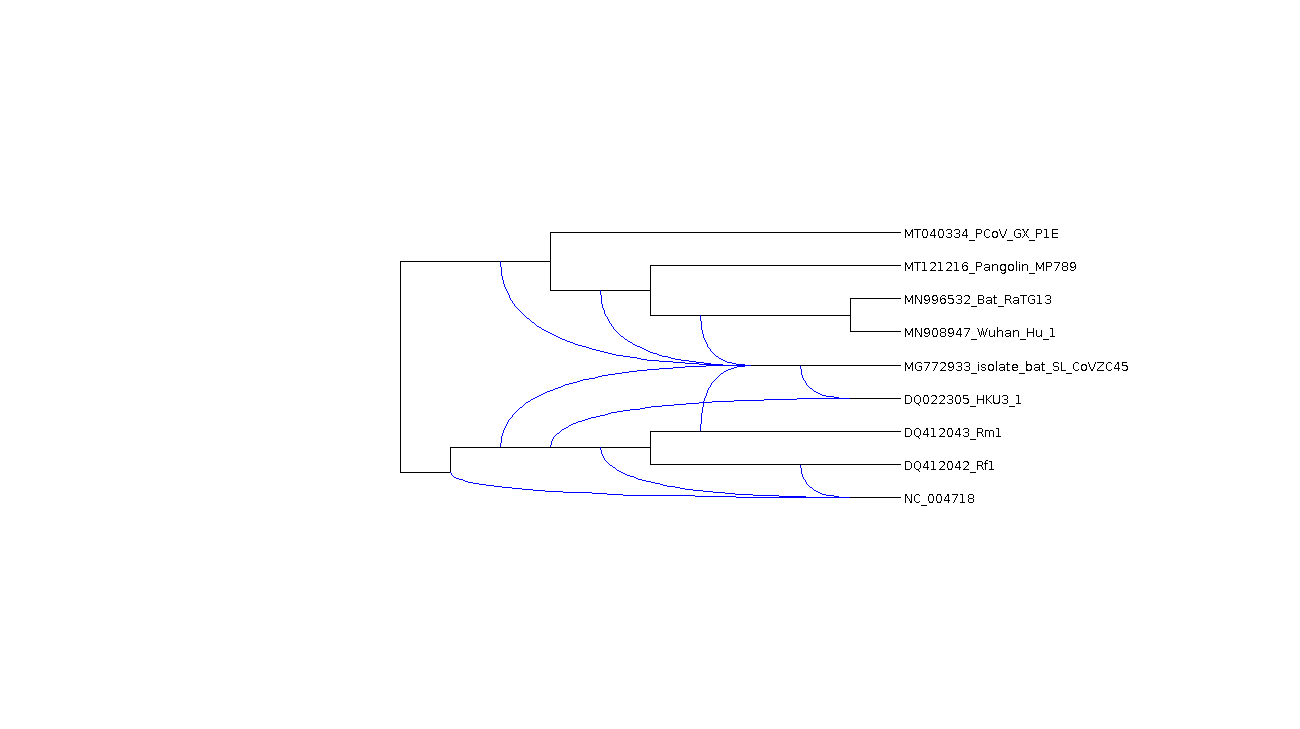 MT040334_PCoV_GX_P1E
MT121216_Pangolin_MP789
MN996532_Bat_RaTG13
MN908947_Wuhan_Hu_1
MG772933_isolate_bat_SL_CoVZC45
DQ022305_HKU3_1
DQ412043_Rm1
DQ412042_Rf1
NC_004718